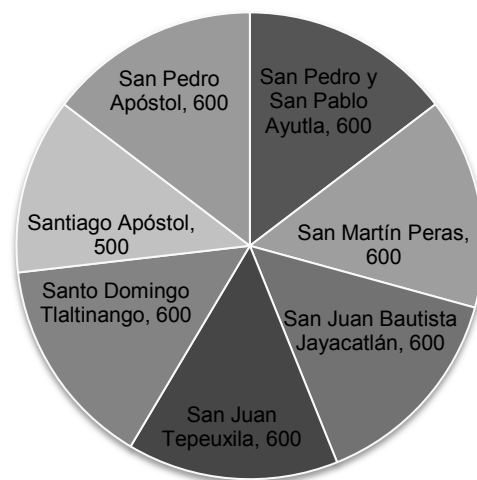 San Pedro y
San Pablo
Ayutla, 600
San Martín Peras,
600
San Juan Bautista
Jayacatlán, 600
San Juan
Tepeuxila, 600
Santo Domingo
Tlaltinango, 600
Santiago Apóstol,
500
San Pedro
Apóstol, 600